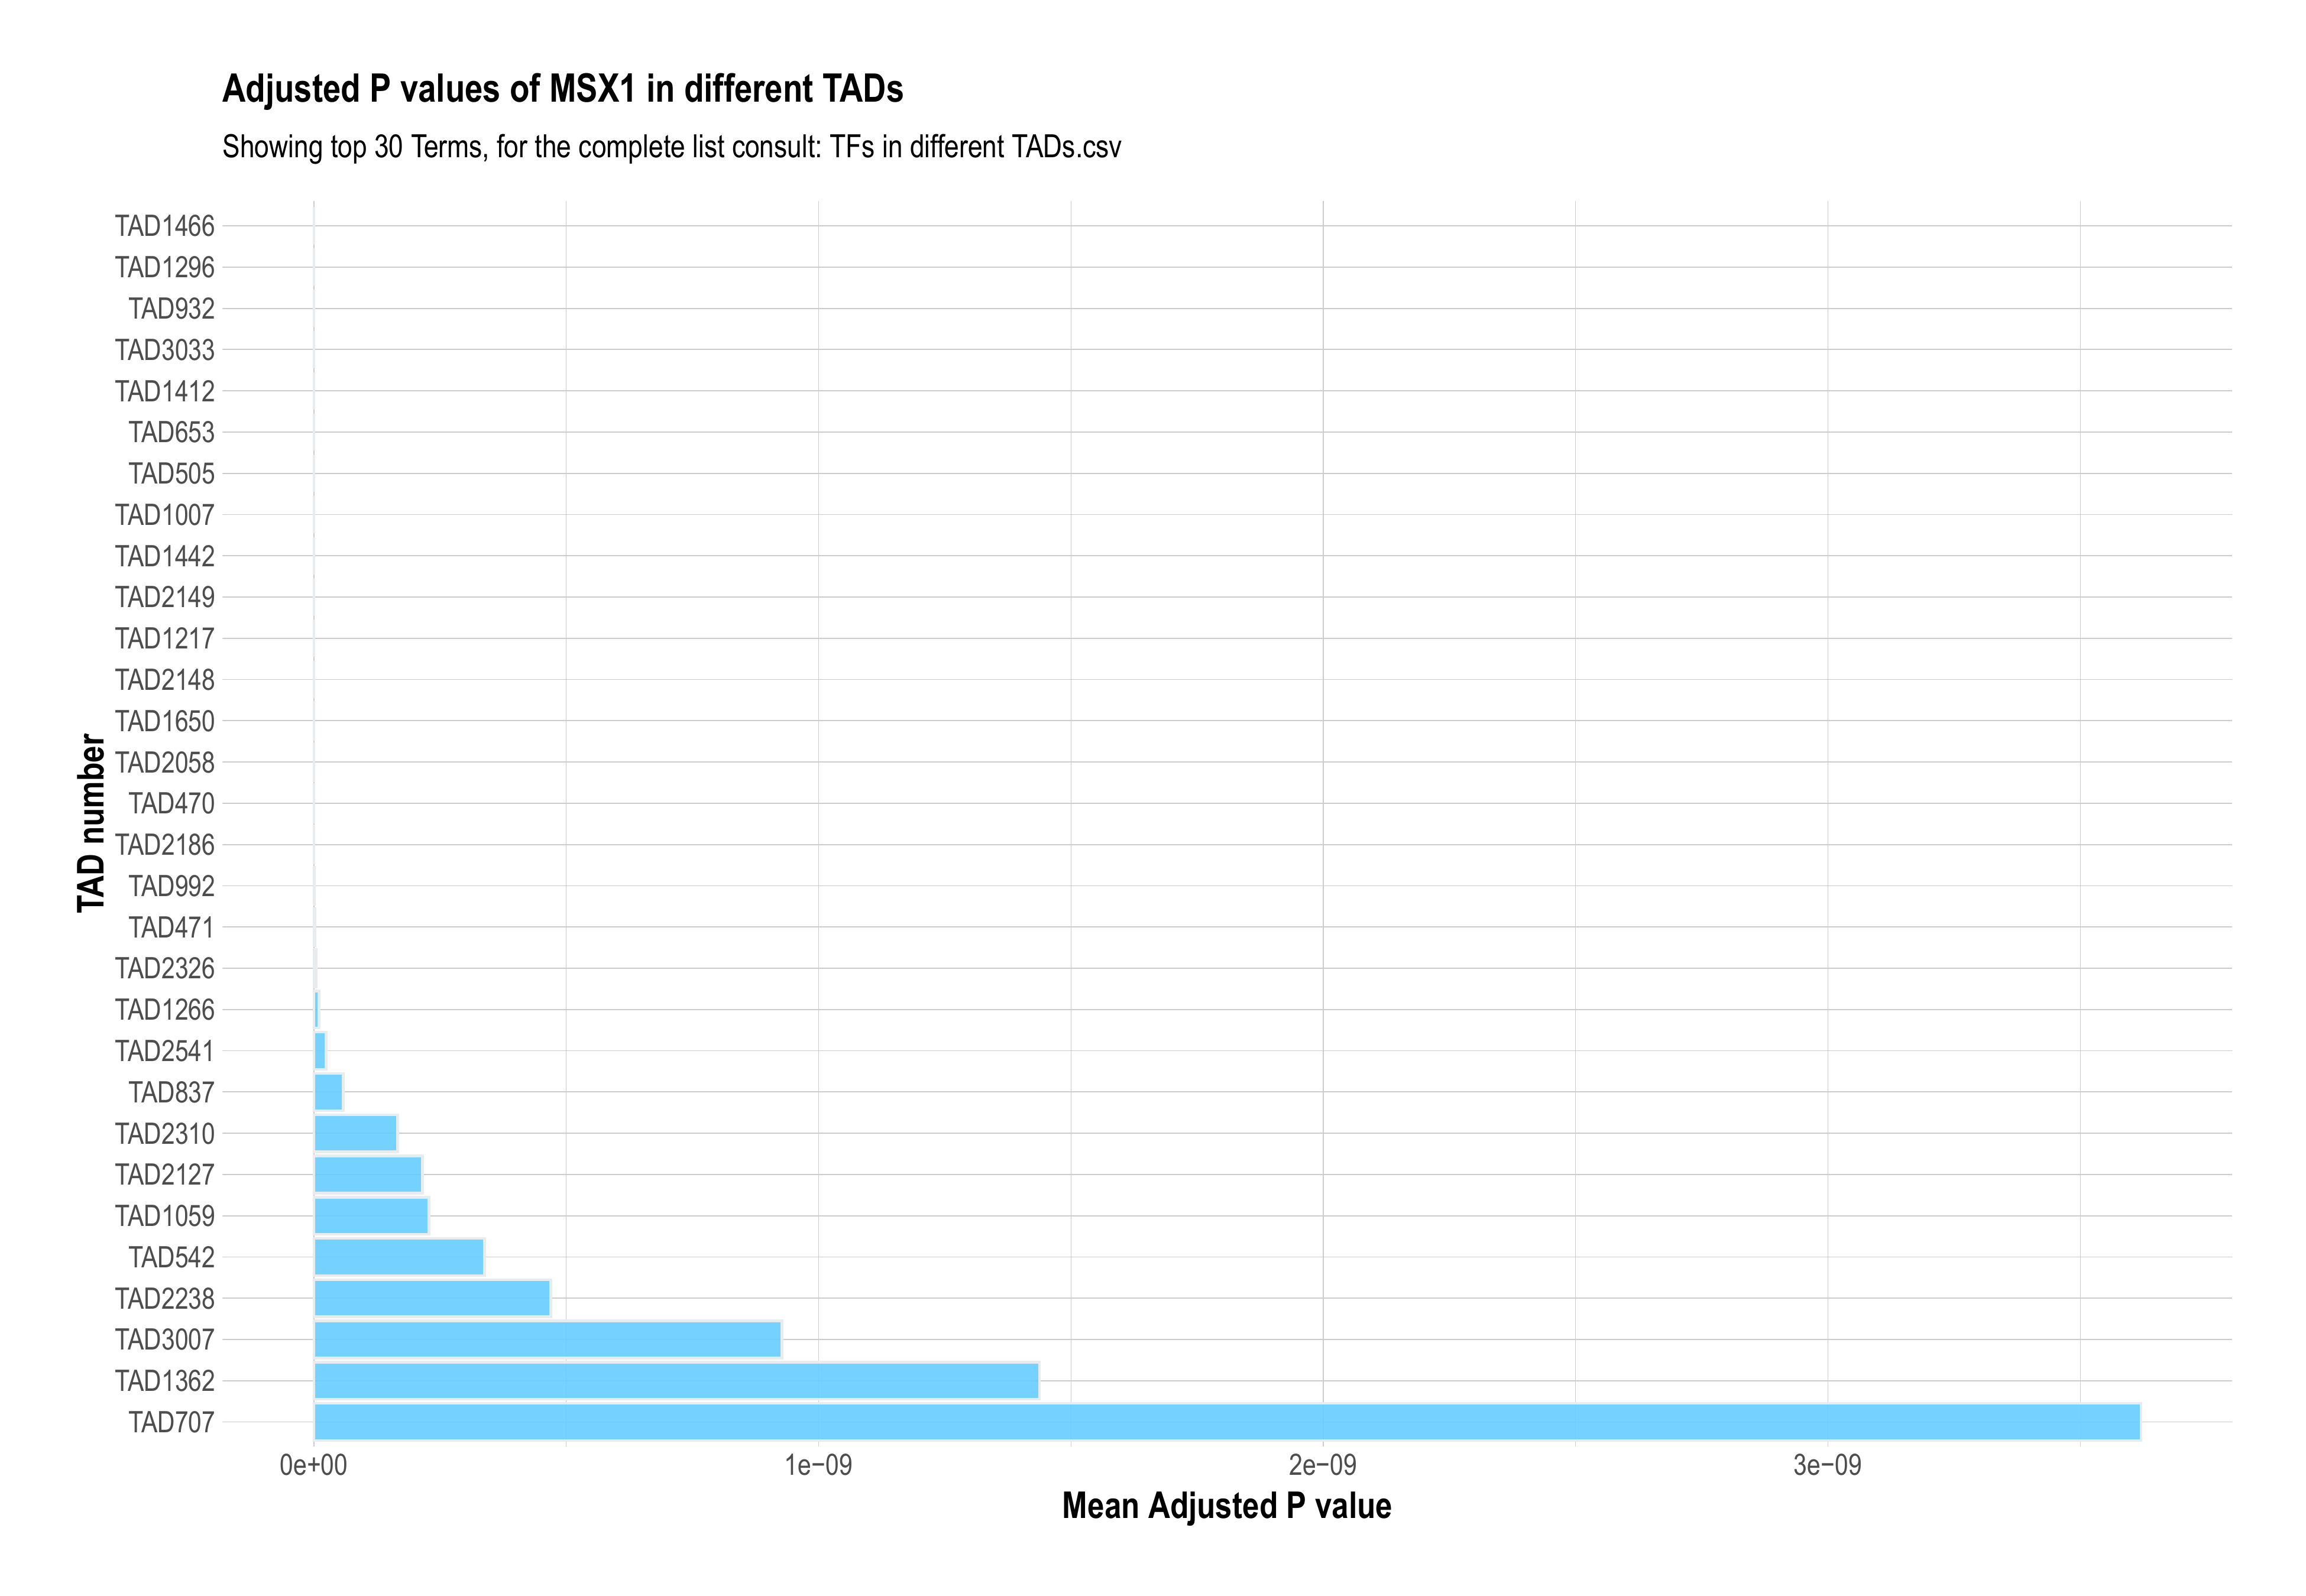 Adjusted P values of MSX1 in different TADs
Showing top 30 Terms, for the complete list consult: TFs in different TADs.csv
TAD number
TAD1466
TAD1296
TAD932
TAD3033
TAD1412
TAD653
TAD505
TAD1007
TAD1442
TAD2149
TAD1217
TAD2148
TAD1650
TAD2058
TAD470
TAD2186
TAD992
TAD471
TAD2326
TAD1266
TAD2541
TAD837
TAD2310
TAD2127
TAD1059
TAD542
TAD2238
TAD3007
TAD1362
TAD707
0e+00 1e−09 2e−09 3e−09
Mean Adjusted P value